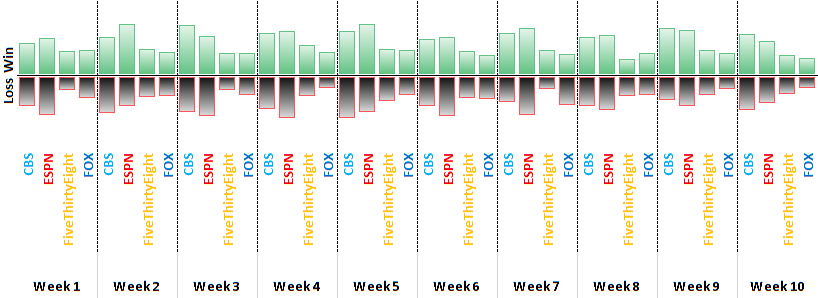 Win
Loss
CBS
ESPN
FiveThirtyEight
FOX
CBS
ESPN
FiveThirtyEight
FOX
CBS
ESPN
FiveThirtyEight
FOX
CBS
ESPN
FiveThirtyEight
FOX
CBS
ESPN
FiveThirtyEight
FOX
CBS
ESPN
FiveThirtyEight
FOX
CBS
ESPN
FiveThirtyEight
FOX
CBS
ESPN
FiveThirtyEight
FOX
CBS
ESPN
FiveThirtyEight
FOX
CBS
ESPN
FiveThirtyEight
FOX
Week 1
Week 2
Week 3
Week 4
Week 5
Week 6
Week 7
Week 8
Week 9
Week 10